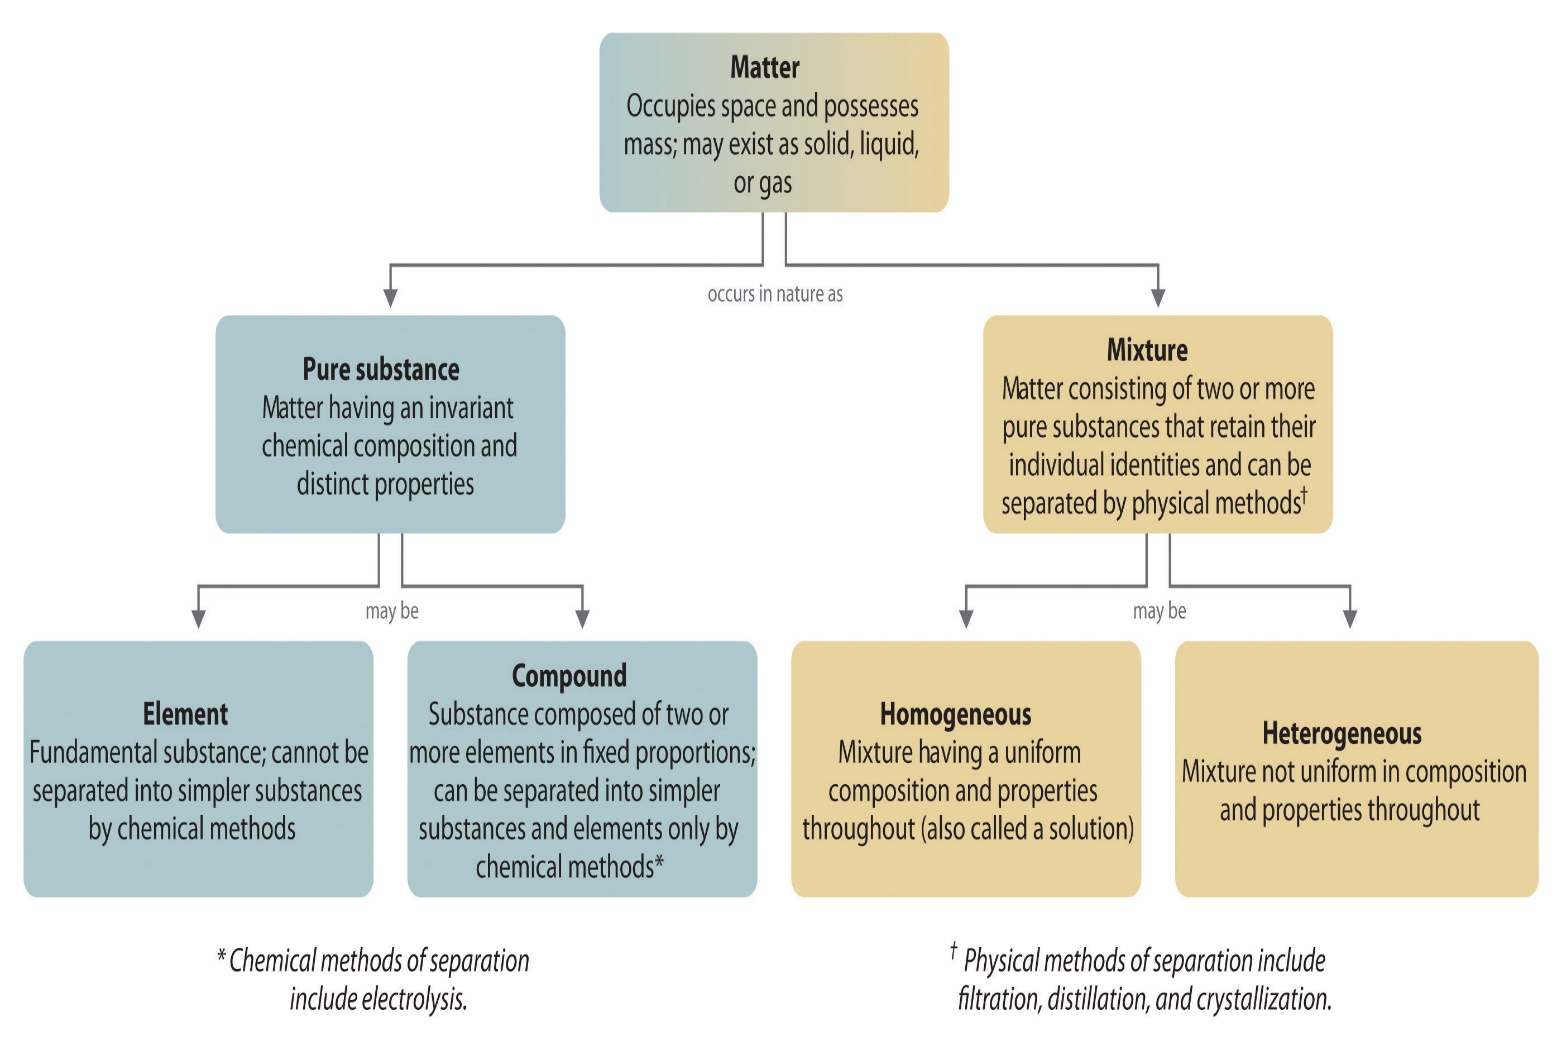 Matter
Occupies space and possesses
mass; may exist as solid, liquid,
or gas
occurs in nature as
Pure substance
Matter having an invariant
chemical composition and
distinct properties
Mixture
Matter consisting of two or more
pure substances that retain their
individual identities and can be
separated by physical methods†
may be
may be
Element
Fundamental substance; cannot be
separated into simpler substances
by chemical methods
Compound
Substance composed of two or
more elements in fixed proportions;
can be separated into simpler
substances and elements only by
chemical methods*
Homogeneous
Mixture having a uniform
composition and properties
throughout (also called a solution)
Heterogeneous
Mixture not uniform in composition
and properties throughout
* Chemical methods of separation
include electrolysis.
† Physical methods of separation include
filtration, distillation, and crystallization.